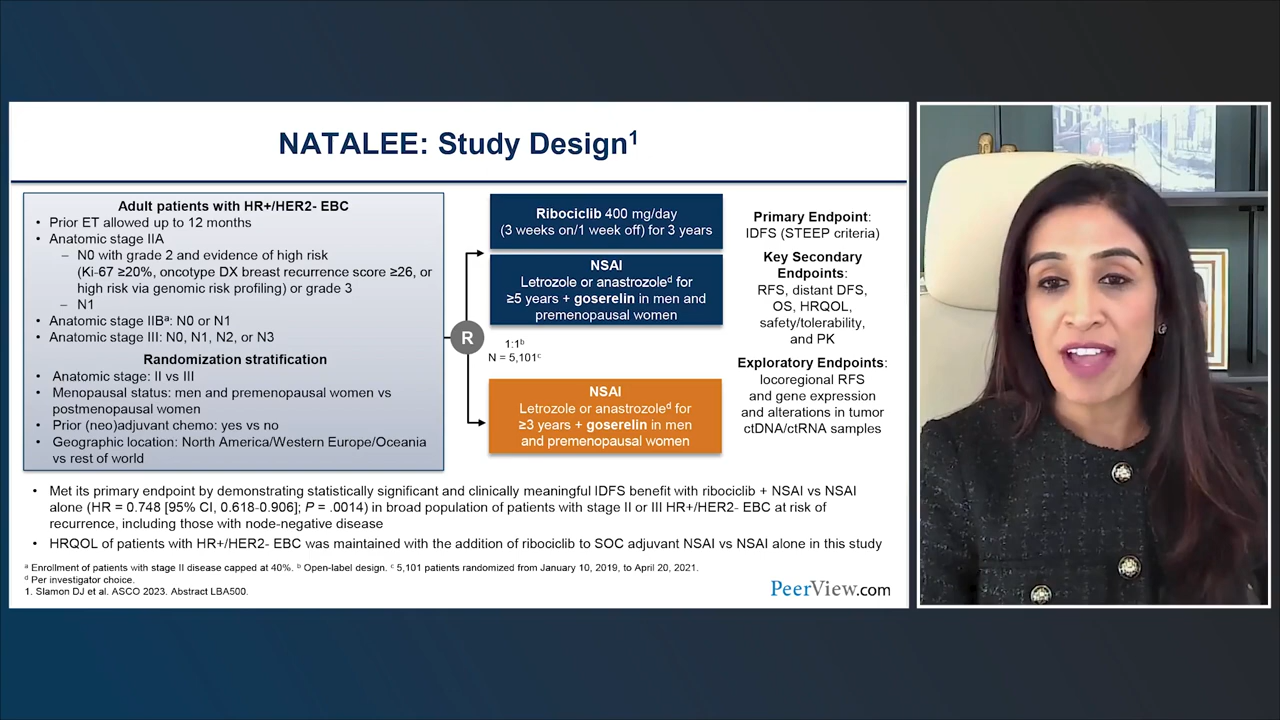 NATALEE: Study Design¹
Adult patients with HR+/HER2- EBC
• Prior ET allowed up to 12 months
• Anatomic stage IIA
– N0 with grade 2 and evidence of high risk
(Ki-67 ≥20%, oncotype DX breast recurrence score ≥26, or
high risk via genomic risk profiling) or grade 3
– N1
• Anatomic stage IIBᵃ: N0 or N1
• Anatomic stage III: N0, N1, N2, or N3
Randomization stratification
• Anatomic stage: II vs III
• Menopausal status: men and premenopausal women vs
postmenopausal women
• Prior (neo)adjuvant chemo: yes vs no
• Geographic location: North America/Western Europe/Oceania
vs rest of world
R
Ribociclib 400 mg/day
(3 weeks on/1 week off) for 3 years
NSAI
Letrozole or anastrozoleᵈ for
≥5 years + goserelin in men and
premenopausal women
1:1ᵇ
N = 5,101ᶜ
NSAI
Letrozole or anastrozoleᵈ for
≥3 years + goserelin in men
and premenopausal women
Primary Endpoint:
IDFS (STEEP criteria)
Key Secondary
Endpoints:
RFS, distant DFS,
OS, HRQOL,
safety/tolerability,
and PK
Exploratory Endpoints:
locoregional RFS
and gene expression
and alterations in tumor
ctDNA/ctRNA samples
• Met its primary endpoint by demonstrating statistically significant and clinically meaningful IDFS benefit with ribociclib + NSAI vs NSAI
alone (HR = 0.748 [95% CI, 0.618-0.906]; P = .0014) in broad population of patients with stage II or III HR+/HER2- EBC at risk of
recurrence, including those with node-negative disease
• HRQOL of patients with HR+/HER2- EBC was maintained with the addition of ribociclib to SOC adjuvant NSAI vs NSAI alone in this study
ᵃ Enrollment of patients with stage II disease capped at 40%. ᵇ Open-label design. ᶜ 5,101 patients randomized from January 10, 2019, to April 20, 2021.
ᵈ Per investigator choice.
1. Slamon DJ et al. ASCO 2023. Abstract LBA500.
PeerView.com